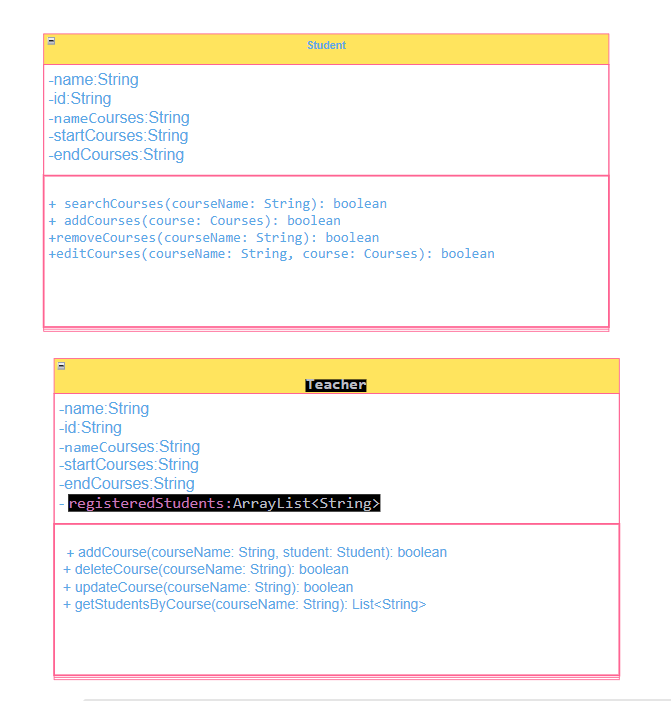 Student
-name:String
-id:String
-nameCourses:String
-startCourses:String
-endCourses:String
+ searchCourses(courseName: String): boolean
+ addCourses(course: Courses): boolean
+removeCourses(courseName: String): boolean
+editCourses(courseName: String, course: Courses): boolean
Teacher
-name:String
-id:String
-nameCourses:String
-startCourses:String
-endCourses:String
- registeredStudents:ArrayList<String>
+ addCourse(courseName: String, student: Student): boolean
+ deleteCourse(courseName: String): boolean
+ updateCourse(courseName: String): boolean
+ getStudentsByCourse(courseName: String): List<String>